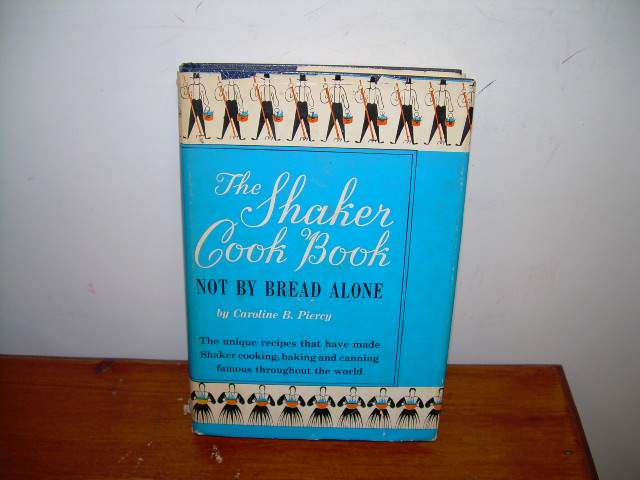 The Shaker
Cook Book
NOT BY BREAD ALONE
by Caroline B. Piercy
The unique recipes that have made
Shaker cooking, baking and canning
famous throughout the world